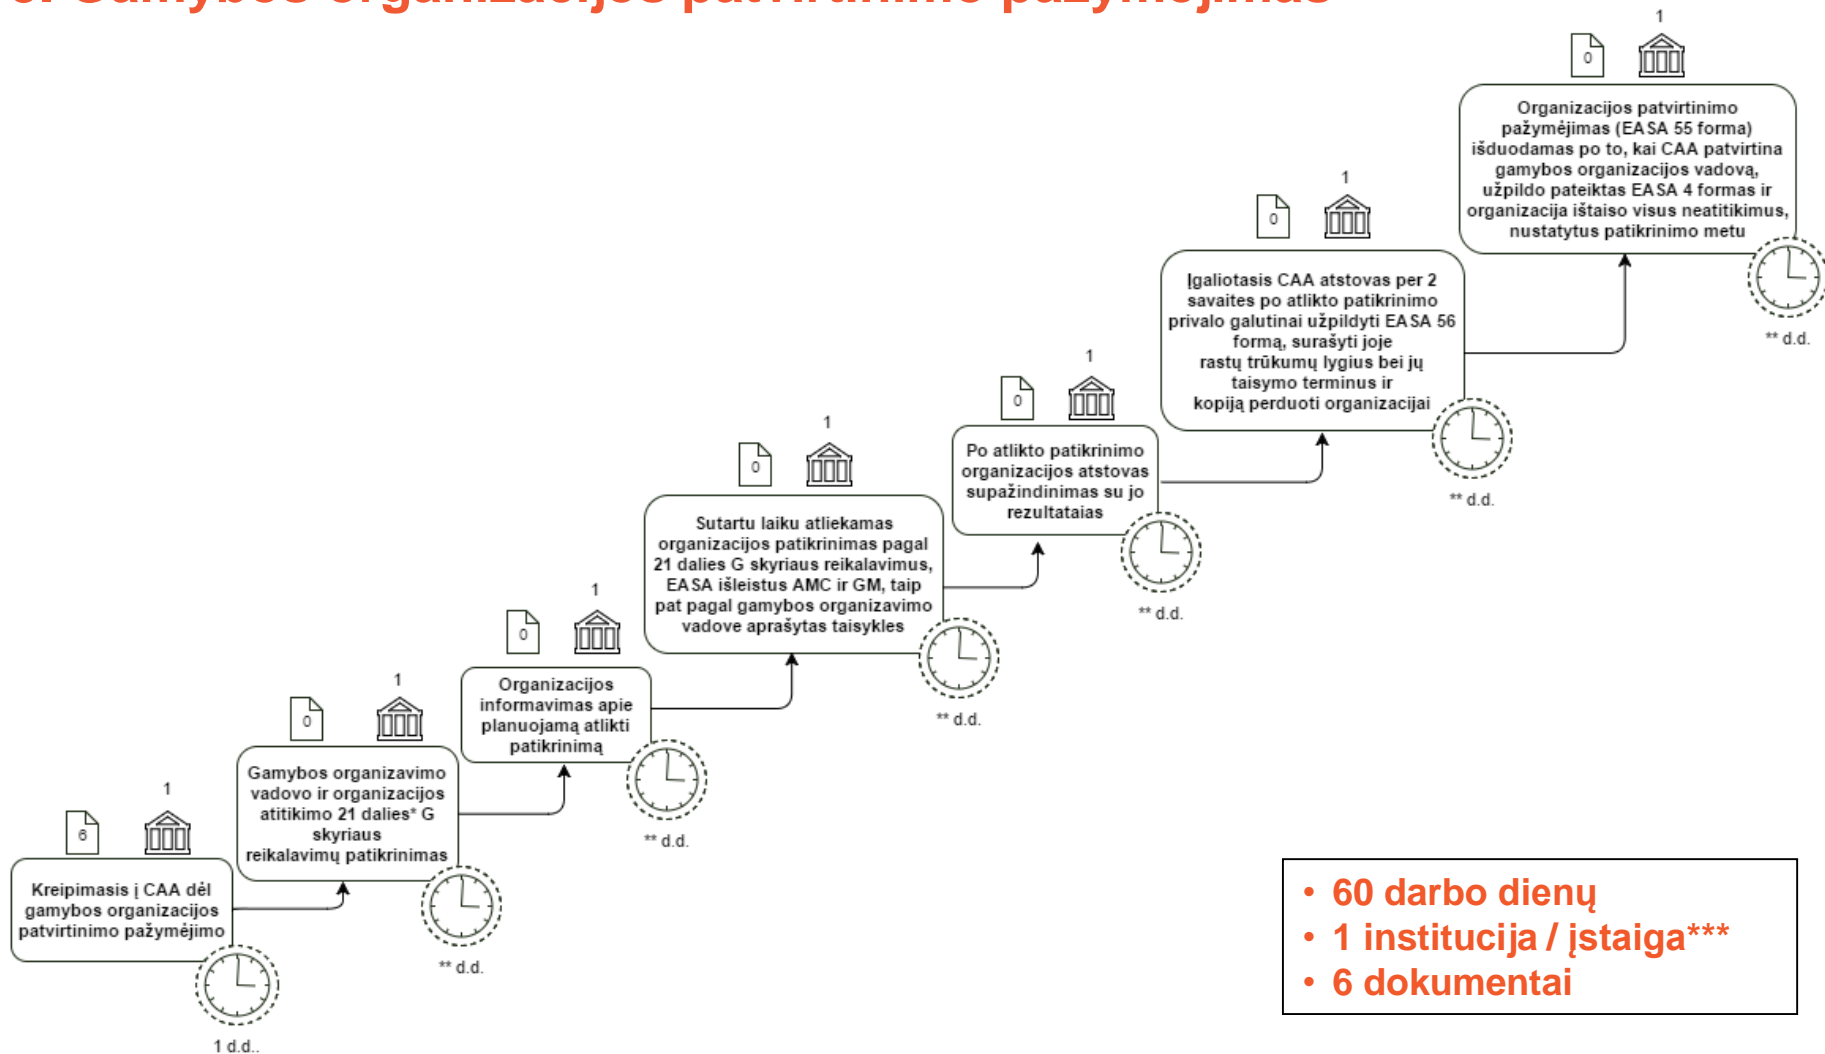 Gamybos organizacijos patvirtinimo pažymėjimas
1
0
Organizacijos patvirtinimo
pažymėjimas (EASA 55 forma)
išduodamas po to, kai CAA patvirtina
gamybos organizacijos vadovą,
užpildo pateiktas EASA 4 formas ir
organizacija ištaiso visus neatitikimus,
nustatytus patikrinimo metu
** d.d.
1
0
Įgaliotasis CAA atstovas per 2
savaites po atlikto patikrinimo
privalo galutinai užpildyti EASA 56
formą, surašyti joje
rastų trūkumų lygius bei jų
taisymo terminus ir
kopiją perduoti organizacijai
** d.d.
1
0
Po atlikto patikrinimo
organizacijos atstovas
supažindinimas su jo
rezultataias
** d.d.
1
0
Sutartu laiku atliekamas
organizacijos patikrinimas pagal
21 dalies G skyriaus reikalavimus,
EASA išleistus AMC ir GM, taip
pat pagal gamybos organizavimo
vadove aprašytas taisykles
** d.d.
1
0
Organizacijos
informavimas apie
planuojamą atlikti
patikrinimą
** d.d.
1
0
Gamybos organizavimo
vadovo ir organizacijos
atitikimo 21 dalies* G
skyriaus
reikalavimų patikrinimas
** d.d.
1
6
Kreipimasis į CAA dėl
gamybos organizacijos
patvirtinimo pažymėjimo
1 d.d..
• 60 darbo dienų
• 1 institucija / įstaiga***
• 6 dokumentai